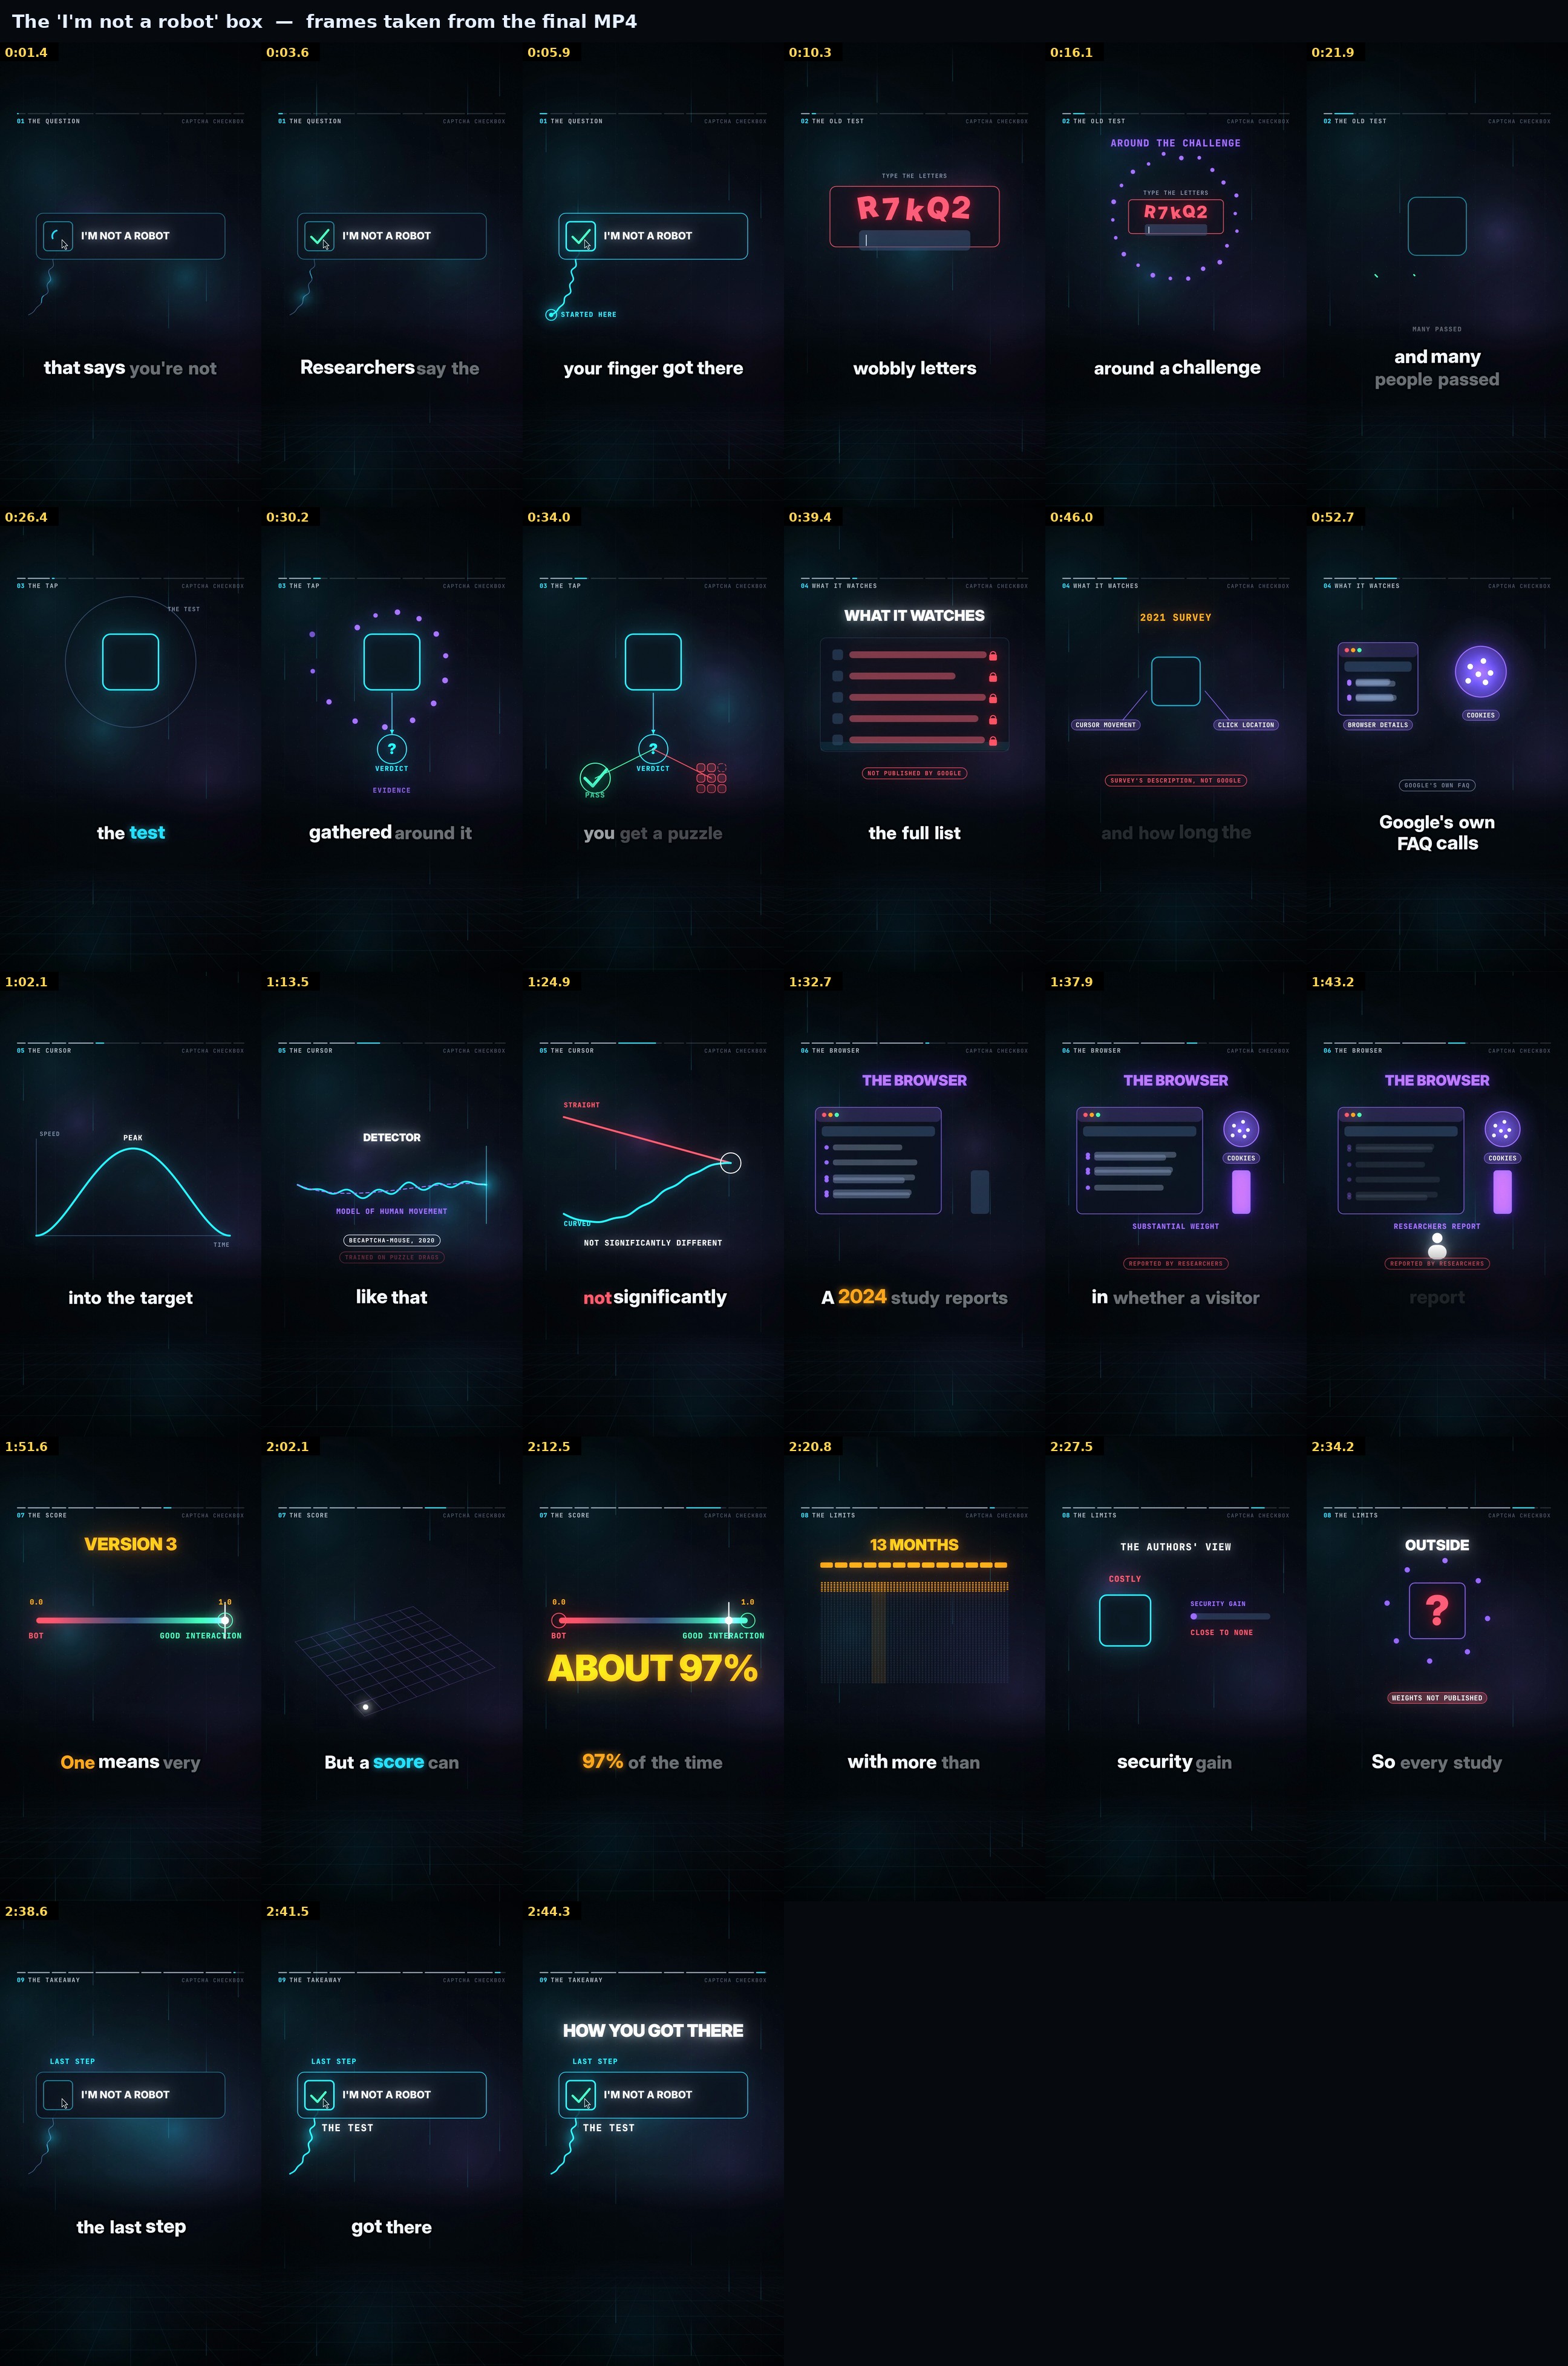 The 'I'm not a robot' box — frames taken from the final MP4
0:01.4
01 THE QUESTION
CAPTCHA CHECKBOX
I'M NOT A ROBOT
that says you're not
0:03.6
01 THE QUESTION
CAPTCHA CHECKBOX
I'M NOT A ROBOT
Researchers say the
0:05.9
01 THE QUESTION
CAPTCHA CHECKBOX
I'M NOT A ROBOT
STARTED HERE
your finger got there
0:10.3
02 THE OLD TEST
CAPTCHA CHECKBOX
TYPE THE LETTERS
R7kQ2
wobbly letters
0:16.1
02 THE OLD TEST
CAPTCHA CHECKBOX
AROUND THE CHALLENGE
TYPE THE LETTERS
R7kQ2
around a challenge
0:21.9
02 THE OLD TEST
CAPTCHA CHECKBOX
MANY PASSED
and many
people passed
0:26.4
03 THE TAP
CAPTCHA CHECKBOX
THE TEST
the test
0:30.2
03 THE TAP
CAPTCHA CHECKBOX
?
VERDICT
EVIDENCE
gathered around it
0:34.0
03 THE TAP
CAPTCHA CHECKBOX
?
VERDICT
PASS
you get a puzzle
0:39.4
04 WHAT IT WATCHES
CAPTCHA CHECKBOX
WHAT IT WATCHES
NOT PUBLISHED BY GOOGLE
the full list
0:46.0
04 WHAT IT WATCHES
CAPTCHA CHECKBOX
2021 SURVEY
CURSOR MOVEMENT
CLICK LOCATION
SURVEY'S DESCRIPTION, NOT GOOGLE
and how long the
0:52.7
04 WHAT IT WATCHES
CAPTCHA CHECKBOX
BROWSER DETAILS
COOKIES
GOOGLE'S OWN FAQ
Google's own
FAQ calls
1:02.1
05 THE CURSOR
CAPTCHA CHECKBOX
SPEED
PEAK
TIME
into the target
1:13.5
05 THE CURSOR
CAPTCHA CHECKBOX
DETECTOR
MODEL OF HUMAN MOVEMENT
BECAPTCHA-MOUSE, 2020
TRAINED ON PUZZLE DRAGS
like that
1:24.9
05 THE CURSOR
CAPTCHA CHECKBOX
STRAIGHT
CURVED
NOT SIGNIFICANTLY DIFFERENT
not significantly
1:32.7
06 THE BROWSER
CAPTCHA CHECKBOX
THE BROWSER
A 2024 study reports
1:37.9
06 THE BROWSER
CAPTCHA CHECKBOX
THE BROWSER
COOKIES
SUBSTANTIAL WEIGHT
REPORTED BY RESEARCHERS
in whether a visitor
1:43.2
06 THE BROWSER
CAPTCHA CHECKBOX
THE BROWSER
COOKIES
RESEARCHERS REPORT
REPORTED BY RESEARCHERS
report
1:51.6
07 THE SCORE
CAPTCHA CHECKBOX
VERSION 3
0.0
1.0
BOT
GOOD INTERACTION
One means very
2:02.1
07 THE SCORE
CAPTCHA CHECKBOX
But a score can
2:12.5
07 THE SCORE
CAPTCHA CHECKBOX
0.0
1.0
BOT
GOOD INTERACTION
ABOUT 97%
97% of the time
2:20.8
08 THE LIMITS
CAPTCHA CHECKBOX
13 MONTHS
with more than
2:27.5
08 THE LIMITS
CAPTCHA CHECKBOX
THE AUTHORS' VIEW
COSTLY
SECURITY GAIN
CLOSE TO NONE
security gain
2:34.2
08 THE LIMITS
CAPTCHA CHECKBOX
OUTSIDE
?
WEIGHTS NOT PUBLISHED
So every study
2:38.6
09 THE TAKEAWAY
CAPTCHA CHECKBOX
LAST STEP
I'M NOT A ROBOT
the last step
2:41.5
09 THE TAKEAWAY
CAPTCHA CHECKBOX
LAST STEP
I'M NOT A ROBOT
THE TEST
got there
2:44.3
09 THE TAKEAWAY
CAPTCHA CHECKBOX
HOW YOU GOT THERE
LAST STEP
I'M NOT A ROBOT
THE TEST